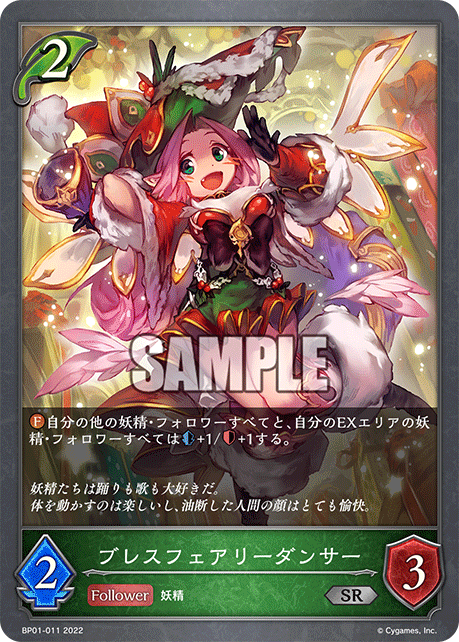 2
SAMPLE
F 自分の他の妖精・フォロワーすべてと、自分のEXエリアの妖
精・フォロワーすべては +1/ +1する。
妖精たちは踊りも歌も大好きだ。
体を動かすのは楽しいし、油断した人間の顔はとても愉快。
ブレスフェアリーダンサー
2
Follower 妖精
SR
3
BP01-011 2022
© Cygames, Inc.